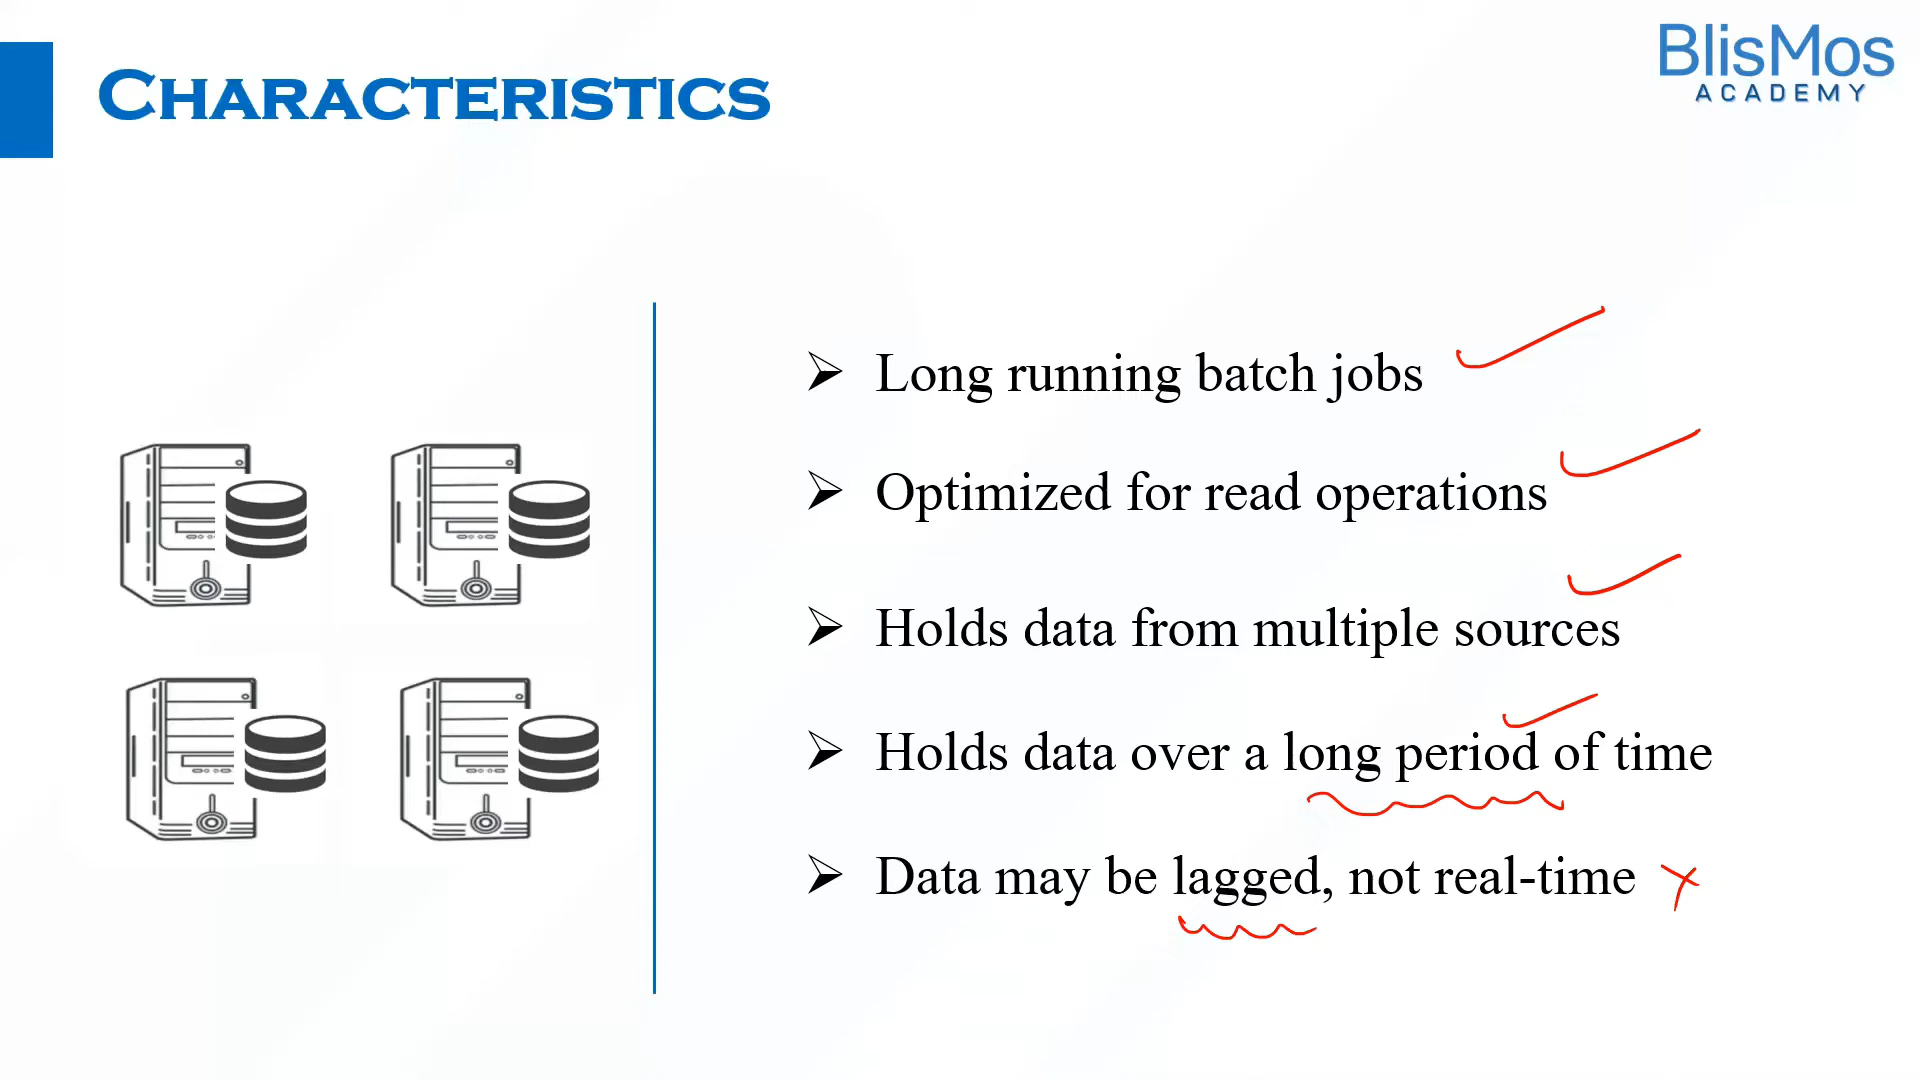 CHARACTERISTICS
BlisMos
ACADEMY
Long running batch jobs
Optimized for read operations
Holds data from multiple sources
Holds data over a long period of time
Data may be lagged, not real-time